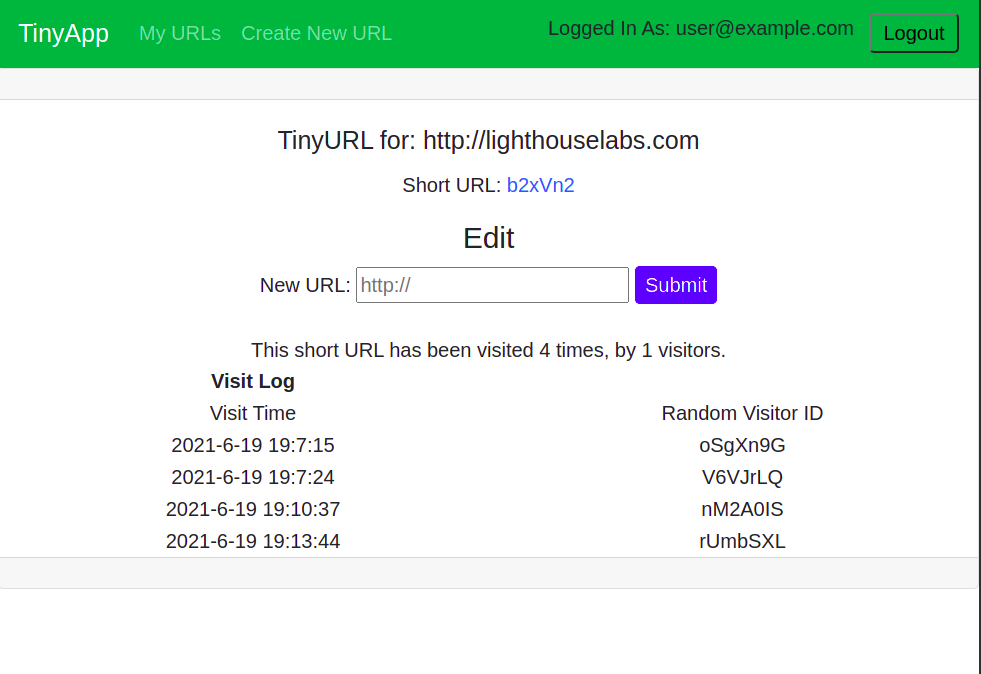 TinyApp My URLs Create New URL Logged In As: user@example.com Logout
TinyURL for: http://lighthouselabs.com
Short URL: b2xVn2
Edit
New URL: http:// Submit
This short URL has been visited 4 times, by 1 visitors.
Visit Log
Visit Time Random Visitor ID
2021-6-19 19:7:15 oSgXn9G
2021-6-19 19:7:24 V6VJrLQ
2021-6-19 19:10:37 nM2A0IS
2021-6-19 19:13:44 rUmbSXL